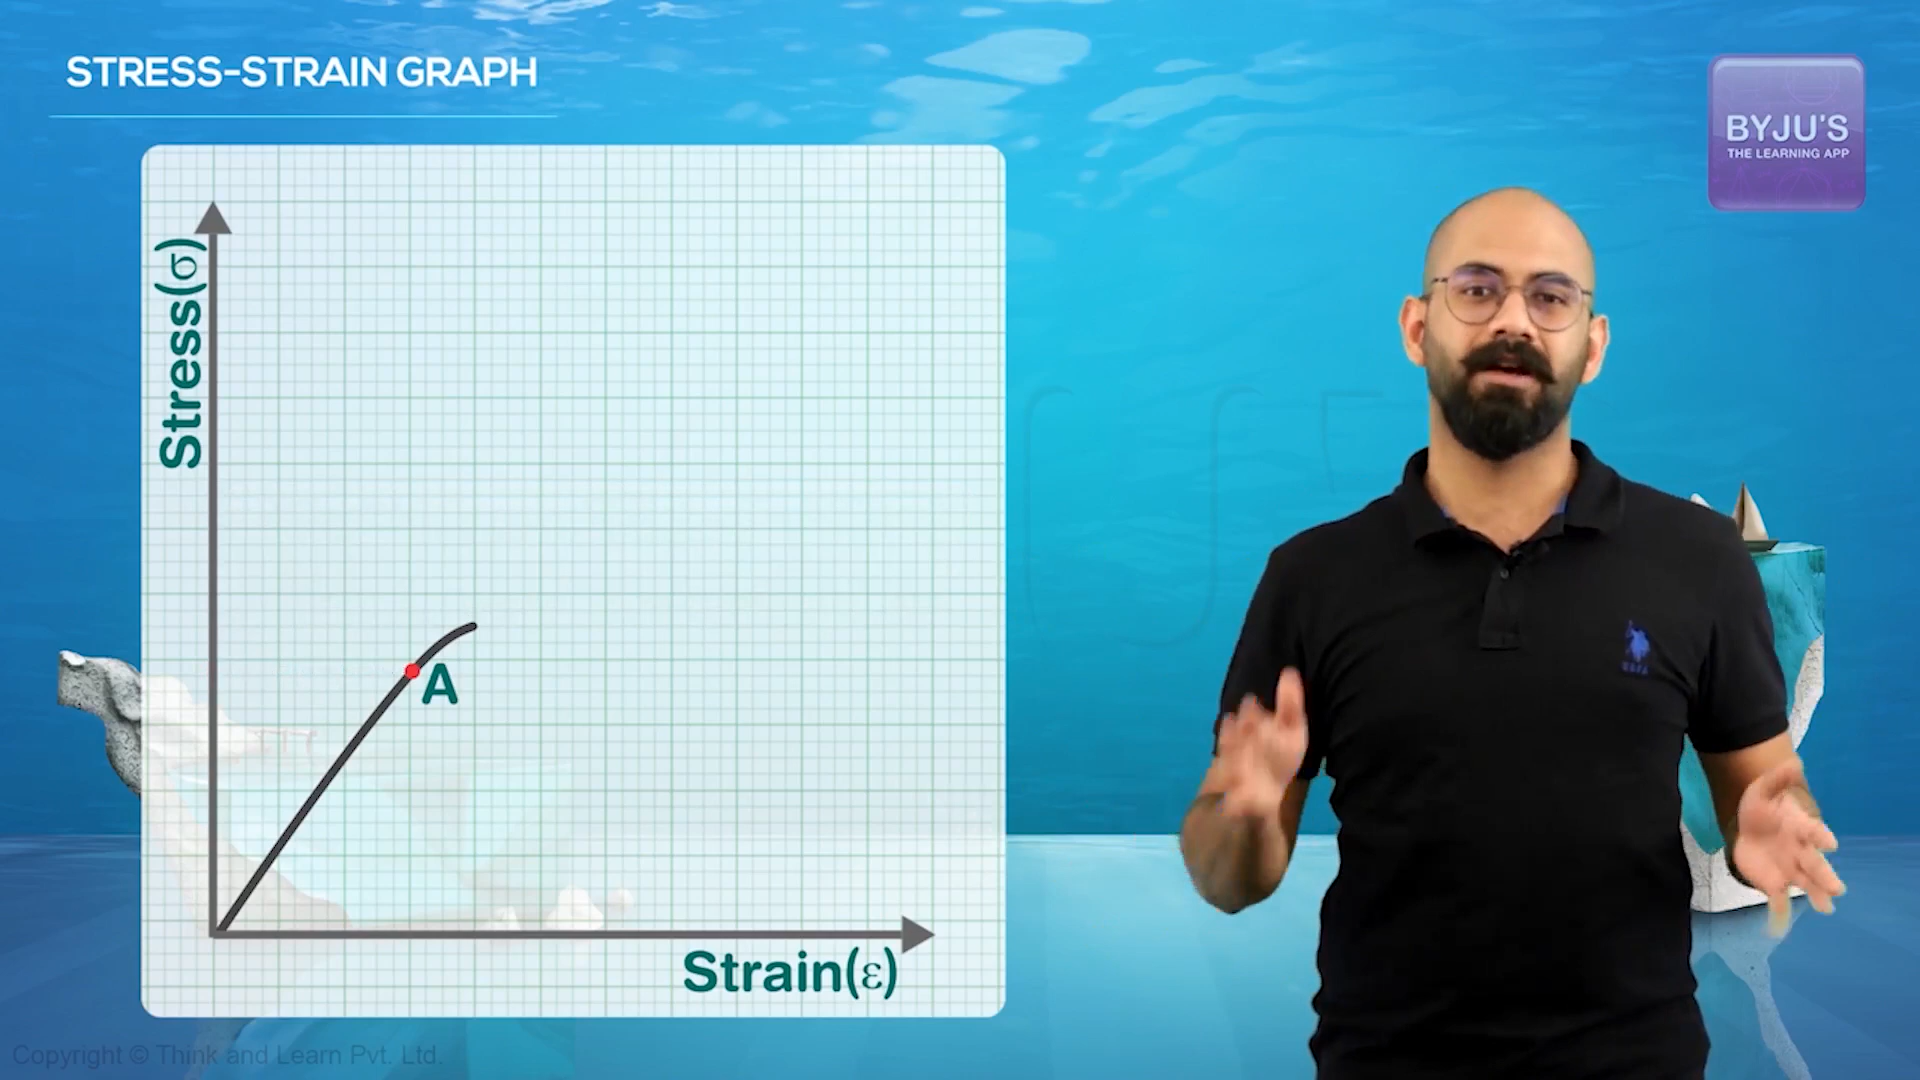 STRESS-STRAIN GRAPH
BYJU'S
THE LEARNING APP
Stress(σ)
A
Strain(ε)
Copyright © Think and Learn Pvt. Ltd.